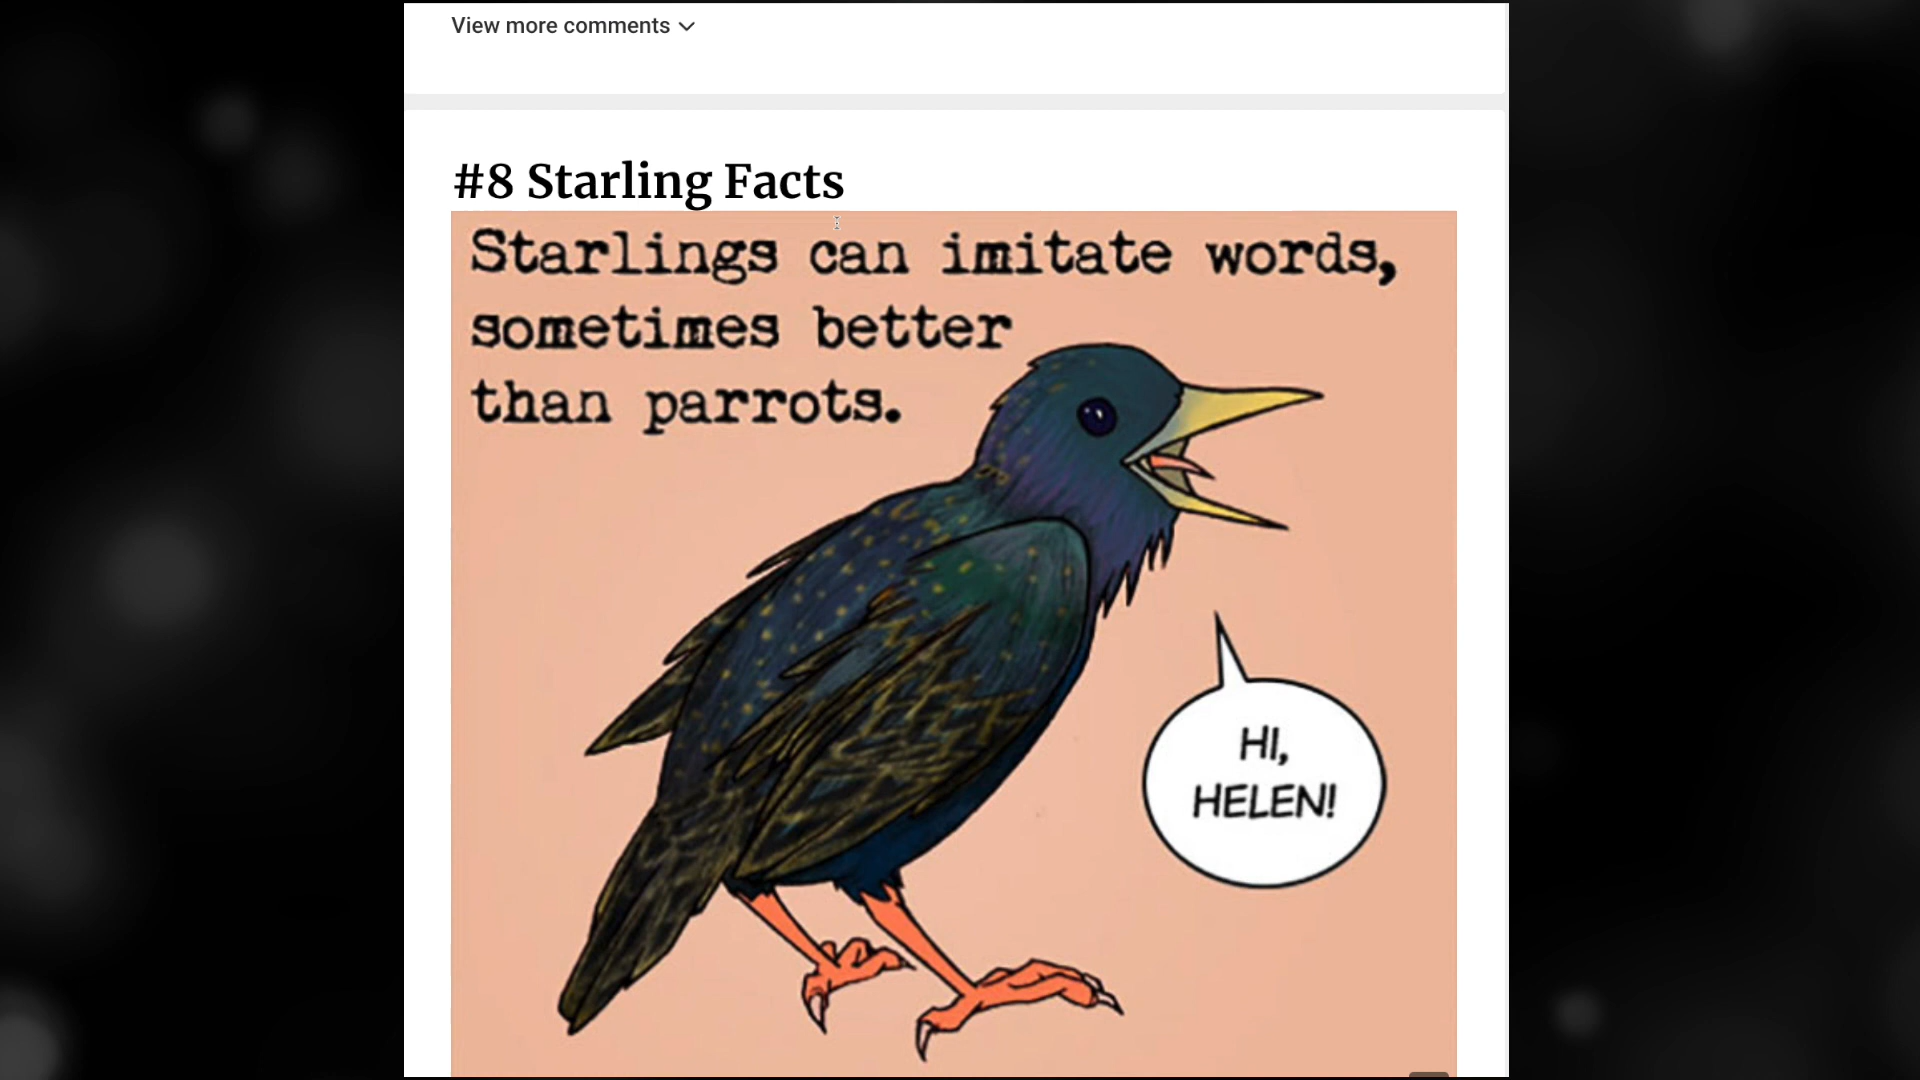 View more comments
#8 Starling Facts
Starlings can imitate words,
sometimes better
than parrots.
HI,
HELEN!